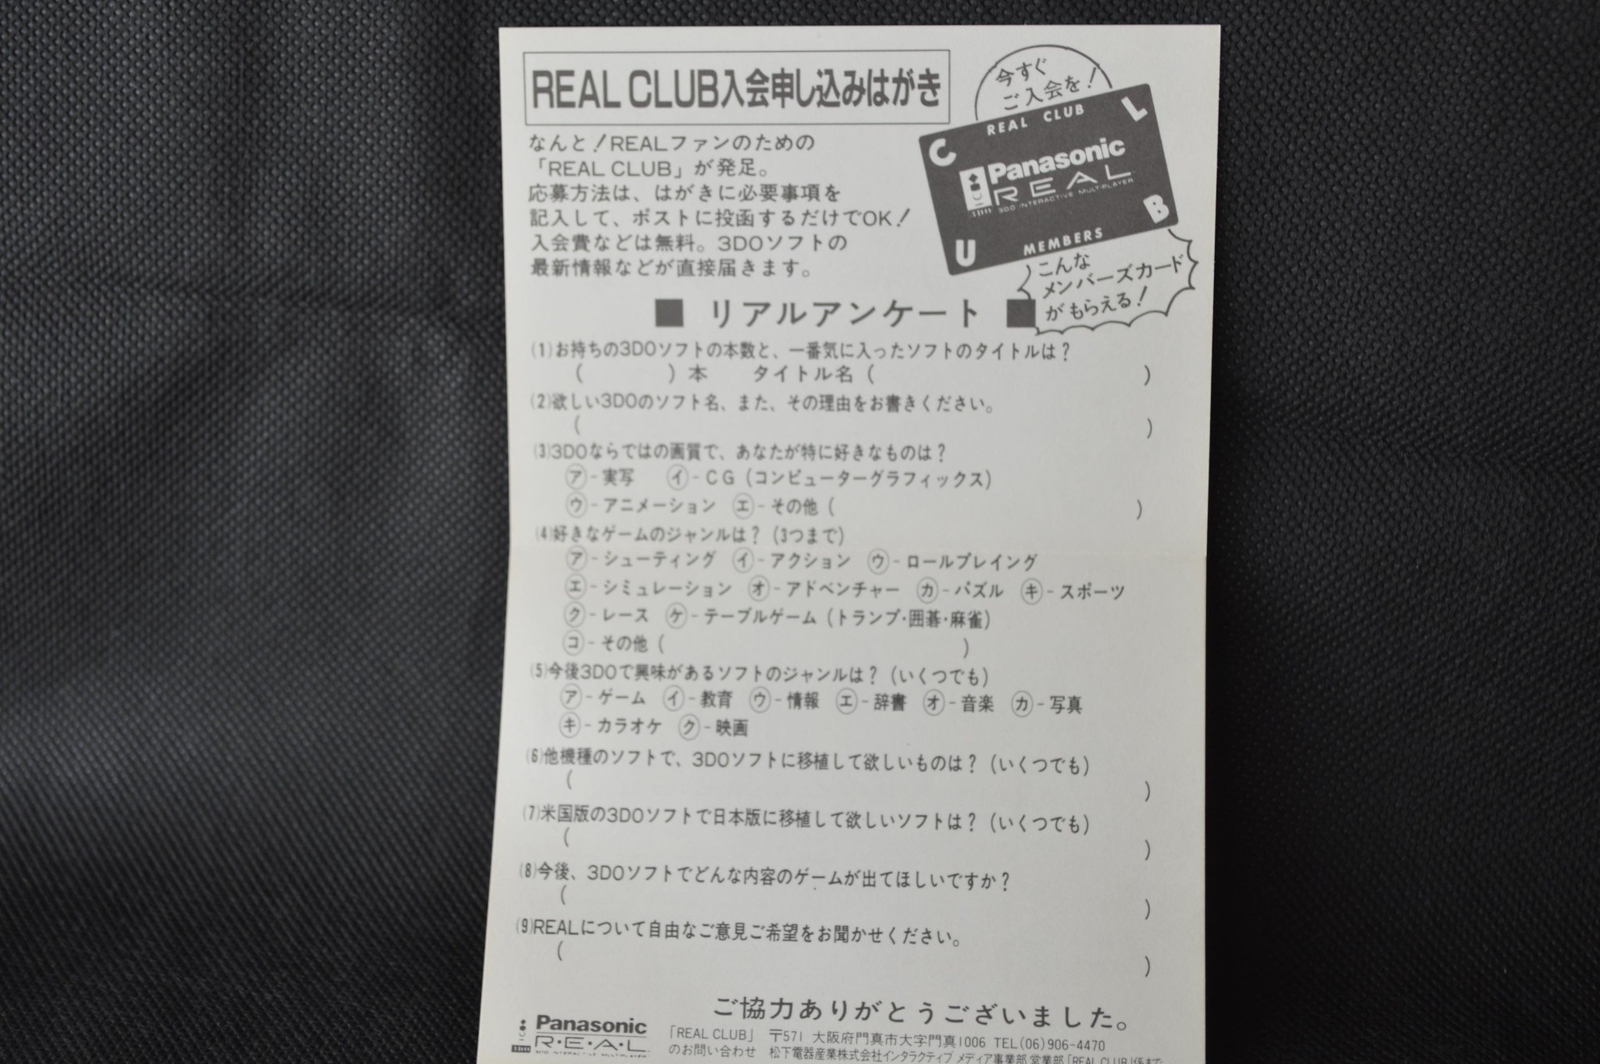 REAL CLUB入会申し込みはがき
今すぐ
ご入会を!
なんと!REALファンのための
「REAL CLUB」が発足。
応募方法は、はがきに必要事項を
記入して、ポストに投函するだけでOK!
入会費などは無料。3DOソフトの
最新情報などが直接届きます。
REAL CLUB
C L
Panasonic
REAL
3DO INTERACTIVE MULTIPLAYER
U B
MEMBERS
こんな
メンバーズカード
がもらえる!
■ リアルアンケート ■
(1)お持ちの3DOソフトの本数と、一番気に入ったソフトのタイトルは?
( )本 タイトル名( )
(2)欲しい3DOのソフト名、また、その理由をお書きください。
( )
(3)3DOならではの画質で、あなたが特に好きなものは?
㋐-実写 ㋑-CG(コンピューターグラフィックス)
㋒-アニメーション ㋓-その他( )
(4)好きなゲームのジャンルは?(3つまで)
㋐-シューティング ㋑-アクション ㋒-ロールプレイング
㋓-シミュレーション ㋔-アドベンチャー ㋕-パズル ㋖-スポーツ
㋗-レース ㋘-テーブルゲーム(トランプ・囲碁・麻雀)
㋙-その他( )
(5)今後3DOで興味があるソフトのジャンルは?(いくつでも)
㋐-ゲーム ㋑-教育 ㋒-情報 ㋓-辞書 ㋔-音楽 ㋕-写真
㋖-カラオケ ㋗-映画
(6)他機種のソフトで、3DOソフトに移植して欲しいものは?(いくつでも)
( )
(7)米国版の3DOソフトで日本版に移植して欲しいソフトは?(いくつでも)
( )
(8)今後、3DOソフトでどんな内容のゲームが出てほしいですか?
( )
(9)REALについて自由なご意見ご希望をお聞かせください。
( )
ご協力ありがとうございました。
Panasonic
R・E・A・L
3DO INTERACTIVE MULTIPLAYER
「REAL CLUB」 〒571 大阪府門真市大字門真1006 TEL(06)906-4470
のお問い合わせ 松下電器産業株式会社インタラクティブ メディア事業部 営業部「REAL CLUB」係まで